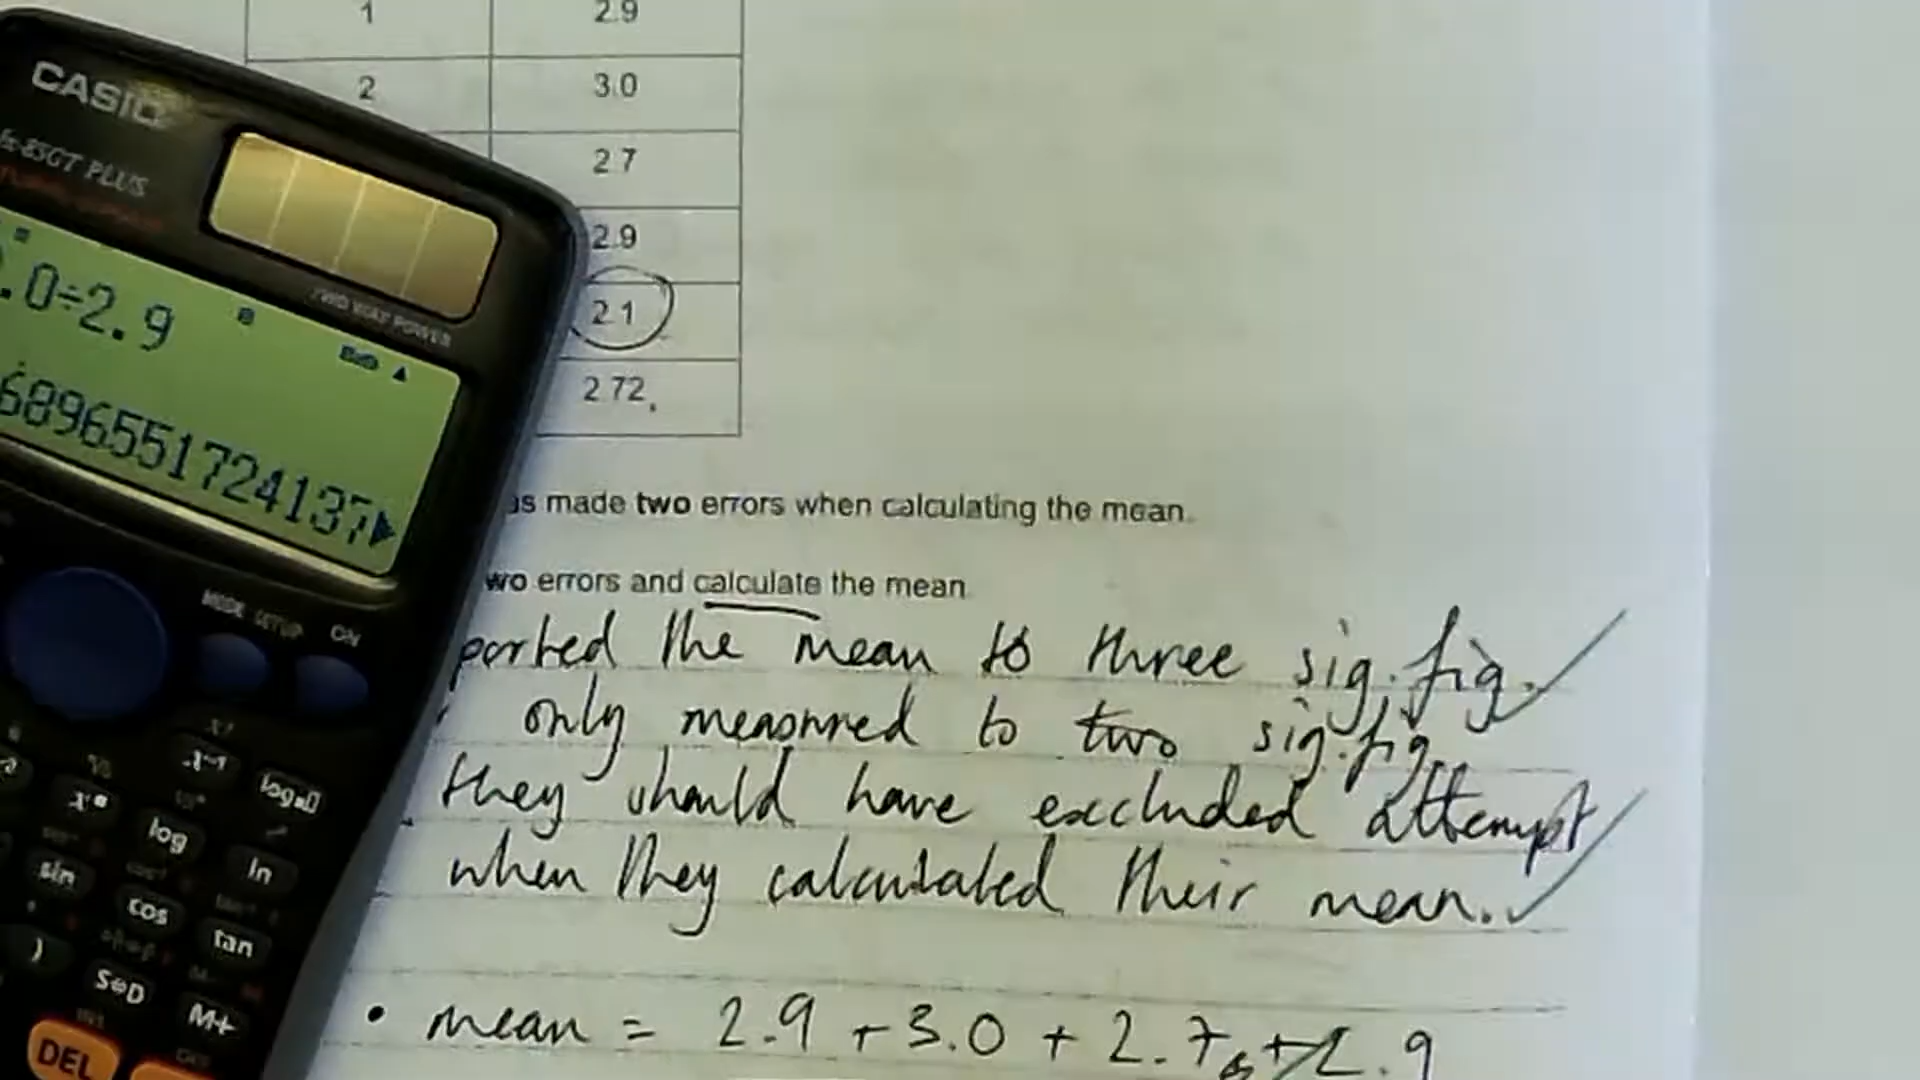 1 2.9
2 3.0
2.7
2.9
2.1
2.72
CASIO
fx-85GT PLUS
TWO WAY POWER
.0÷2.9
6896551724137
MODE SETUP ON
log
ln
sin
cos
tan
)
S⇔D
M+
DEL
as made two errors when calculating the mean.
wo errors and calculate the mean
ported the mean to three sig. fig.
only measured to two sig. fig
they should have excluded attempt
when they calculated their mean.
• mean = 2.9 + 3.0 + 2.7 + 2.9